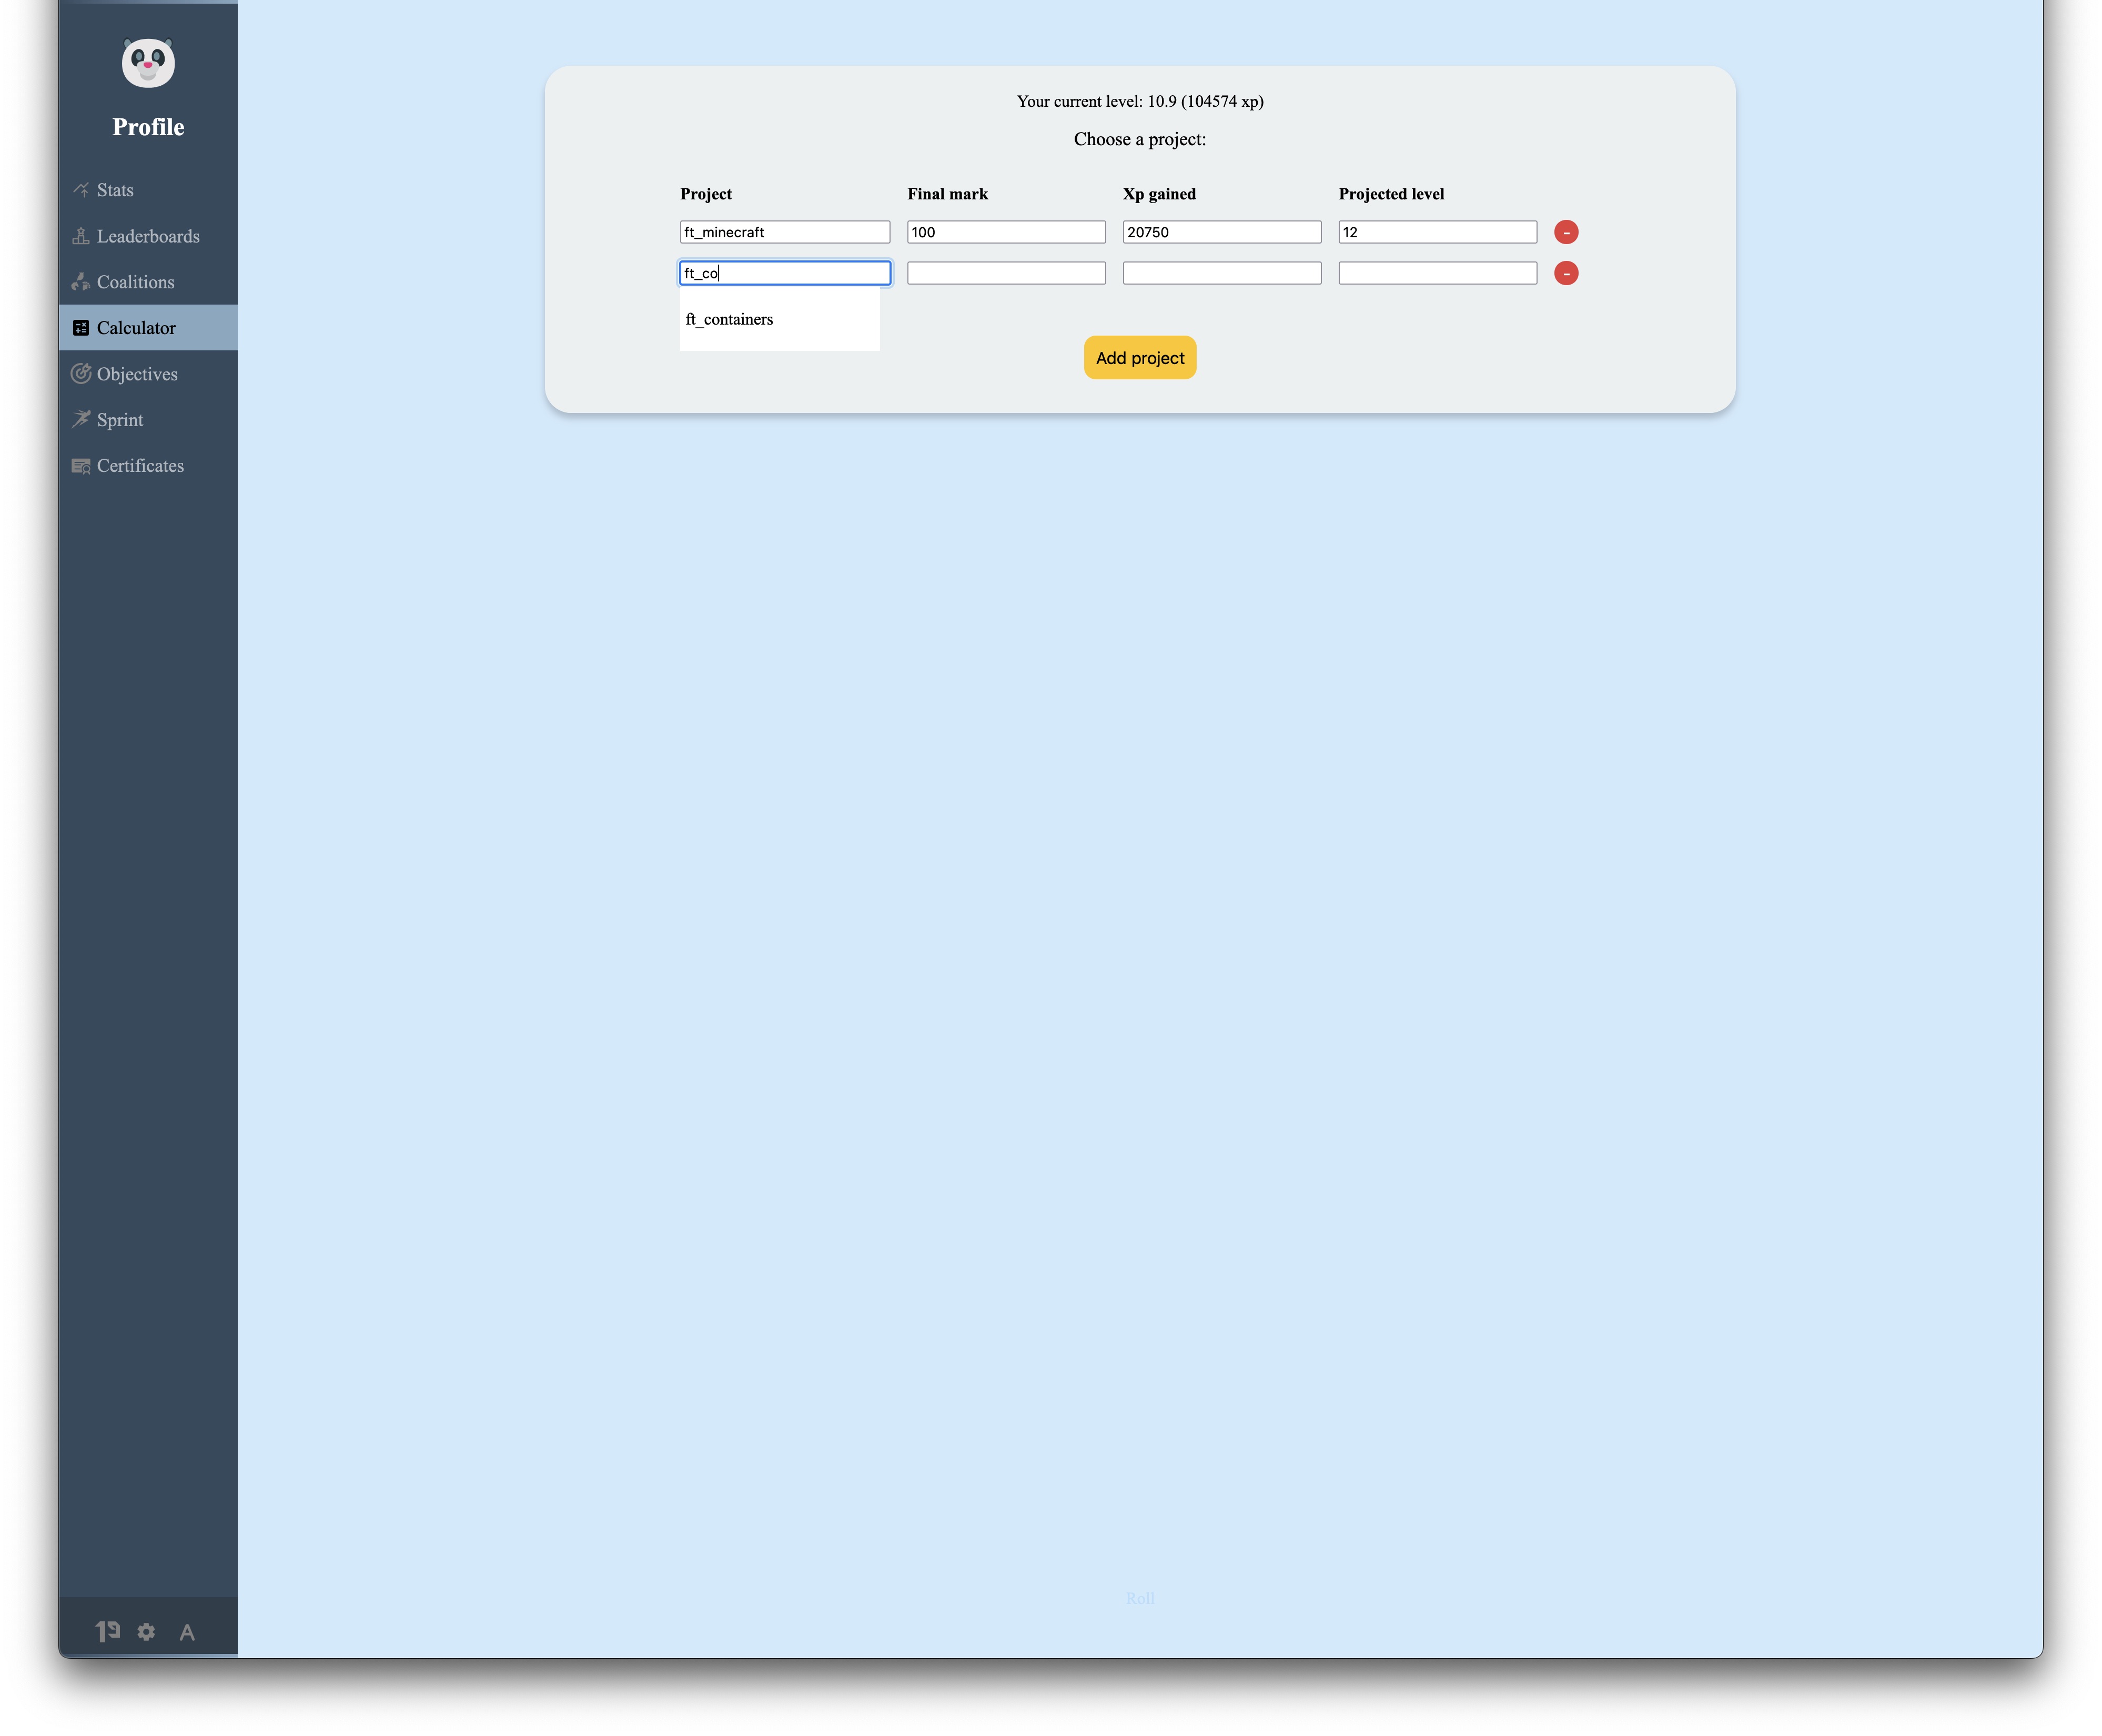 Profile
Stats
Leaderboards
Coalitions
Calculator
Objectives
Sprint
Certificates
19 A
Your current level: 10.9 (104574 xp)
Choose a project:
Project Final mark Xp gained Projected level
ft_minecraft 100 20750 12 -
ft_co -
ft_containers
Add project
Roll